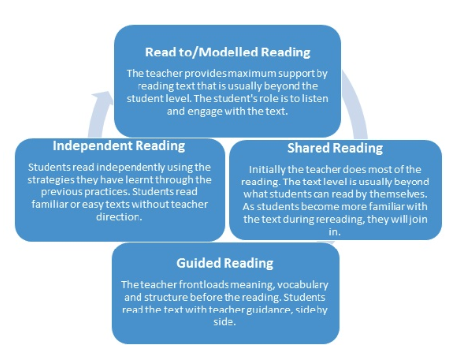 Read to/Modelled Reading
The teacher provides maximum support by
reading text that is usually beyond the
student level. The student's role is to listen
and engage with the text.
Shared Reading
Initially the teacher does most of the
reading. The text level is usually beyond
what students can read by themselves.
As students become more familiar with
the text during rereading, they will join
in.
Guided Reading
The teacher frontloads meaning, vocabulary
and structure before the reading. Students
read the text with teacher guidance, side by
side.
Independent Reading
Students read independently using the
strategies they have learnt through the
previous practices. Students read
familiar or easy texts without teacher
direction.